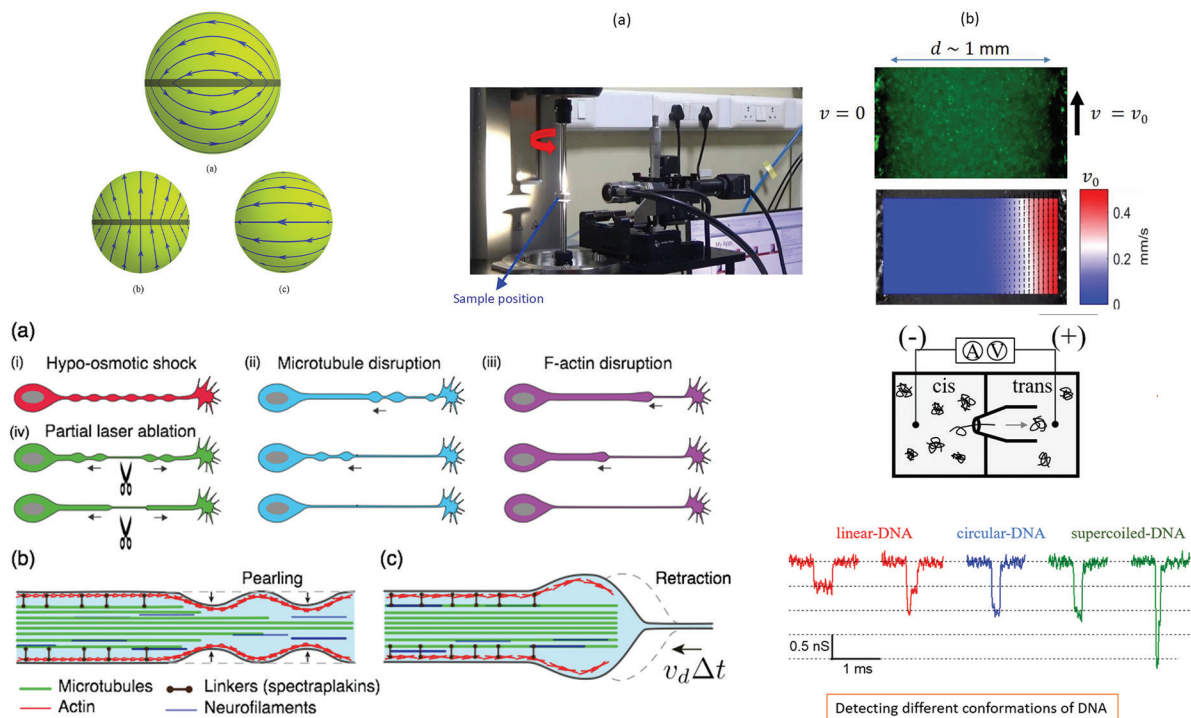 (a)
(b)
(c)
(a)
Sample position
(b)
d ~ 1 mm
v = 0
v = v₀
v₀
0.4
0.2
0
mm/s
(a)
(i) Hypo-osmotic shock
(ii) Microtubule disruption
(iii) F-actin disruption
(iv) Partial laser ablation
(b)
Pearling
(c)
Retraction
v_dΔt
Microtubules
Linkers (spectraplakins)
Actin
Neurofilaments
(-)
A V
(+)
cis
trans
linear-DNA
circular-DNA
supercoiled-DNA
0.5 nS
1 ms
Detecting different conformations of DNA